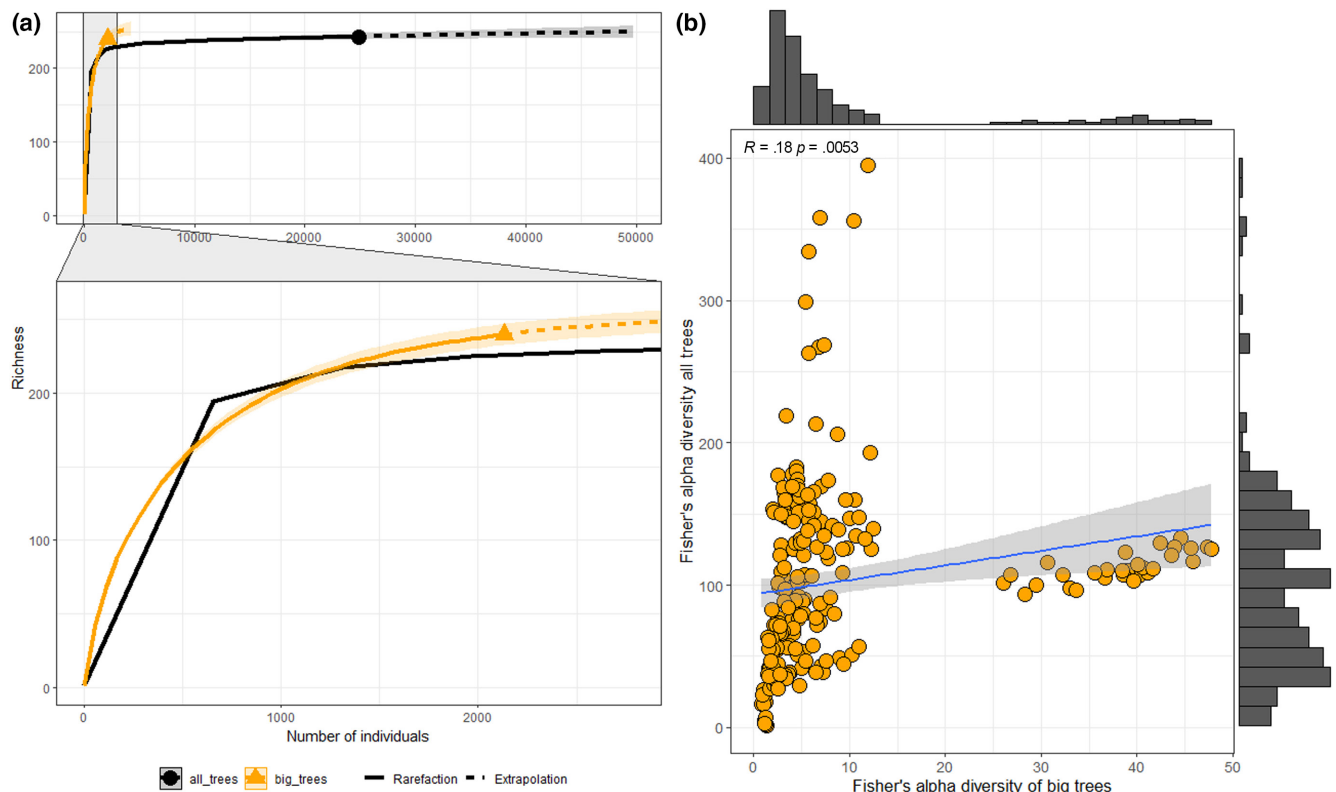 (a)
200
100
0
0 10000 20000 30000 40000 50000
Richness
200
100
0
0 1000 2000
Number of individuals
all_trees big_trees Rarefaction Extrapolation
(b)
R = .18 p = .0053
Fisher's alpha diversity all trees
400
300
200
100
0
0 10 20 30 40 50
Fisher's alpha diversity of big trees